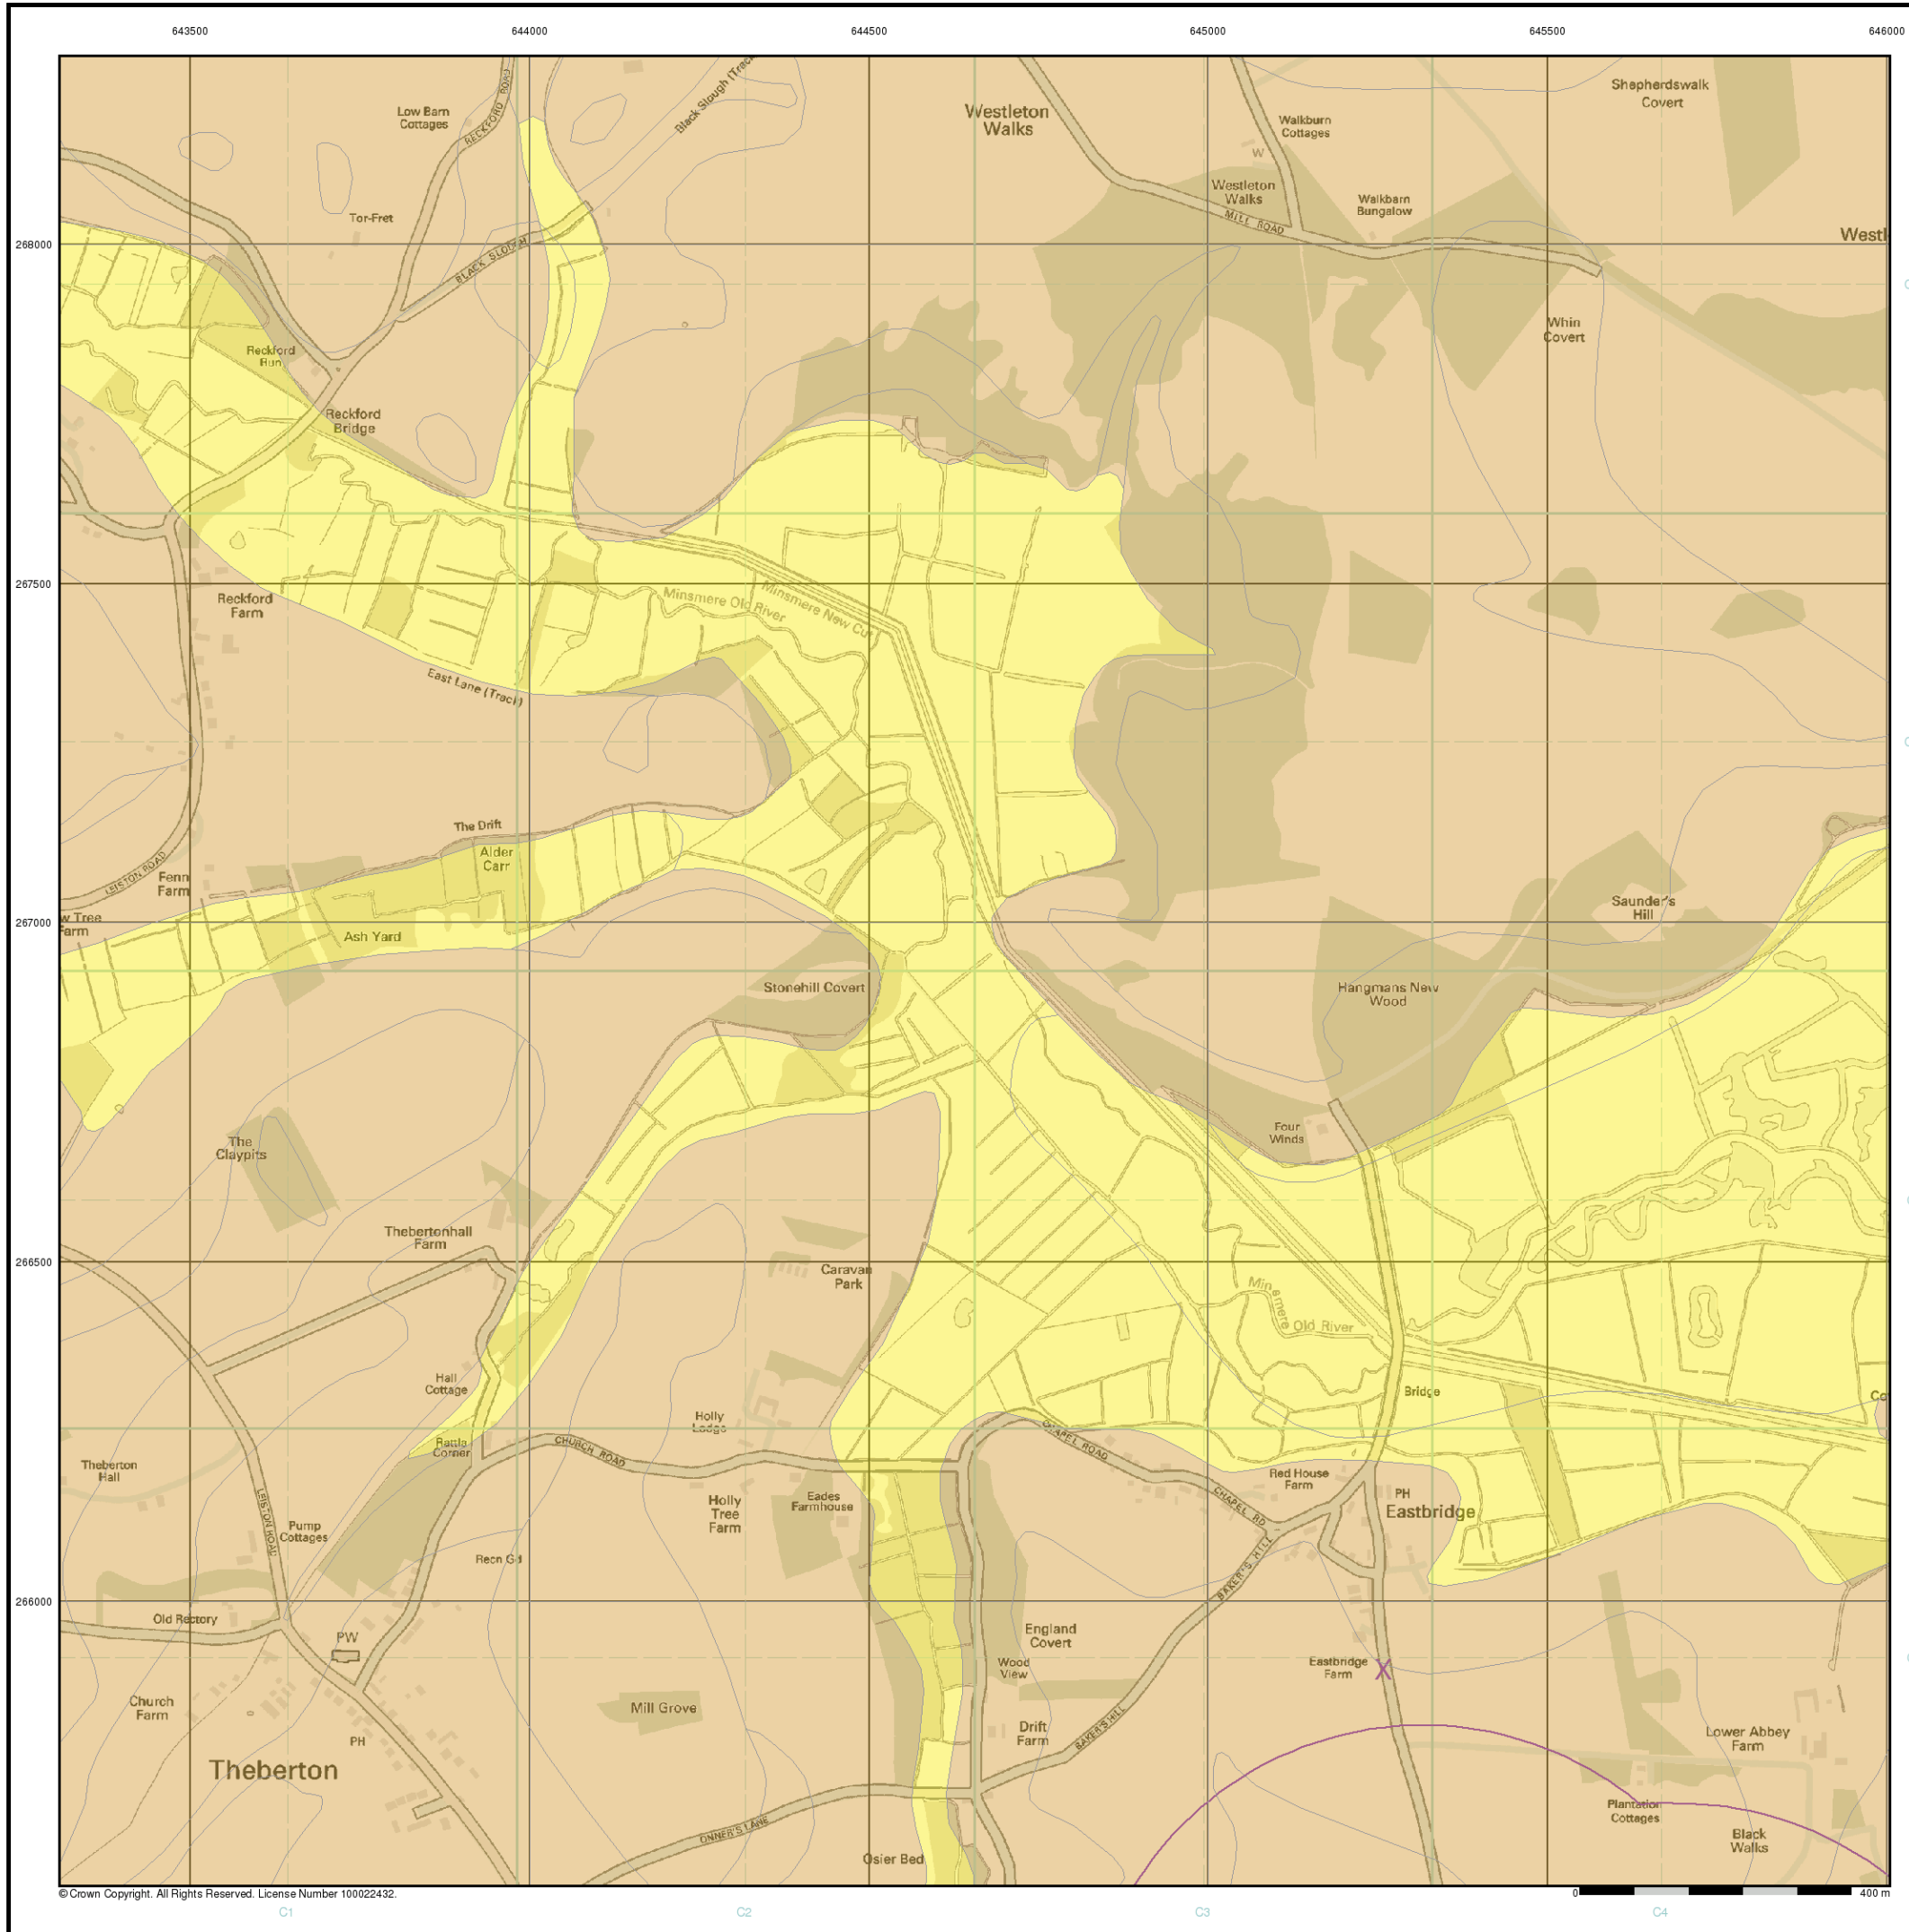 643500 644000 644500 645000 645500 646000
268000
267500
267000
266500
266000
Low Barn
Cottages
RECKFORD ROAD
Black Slough (Track
Westleton
Walks
Walkburn
Cottages
W
Shepherdswalk
Covert
Tor-Fret
Westleton
Walks
MILL ROAD
Walkbarn
Bungalow
Westl
BLACK SLOUGH
Reckford
Run
Whin
Covert
Reckford
Bridge
Reckford
Farm
Minsmere Old River
Minsmere New Cut
East Lane (Track)
The Drift
Alder
Carr
LEISTON ROAD
Fenn
Farm
w Tree
Farm
Ash Yard
Saunder's
Hill
Stonehill Covert
Hangmans New
Wood
The
Claypits
Four
Winds
Thebertonhall
Farm
Caravan
Park
Minsmere
Old River
Hall
Cottage
Bridge
Co
Holly
Lodge
CHAPEL ROAD
Rattla
Corner
CHURCH ROAD
Theberton
Hall
LEISTON ROAD
Red House
Farm
CHAPEL RD
PH
Eastbridge
Eades
Farmhouse
Holly
Tree
Farm
Pump
Cottages
Recn Gd
BAKER'S HILL
Old Rectory
PW
England
Covert
Wood
View
Eastbridge
Farm
X
Church
Farm
Mill Grove
PH
Drift
Farm
BAKER'S HILL
Lower Abbey
Farm
Theberton
Plantation
Cottages
Black
Walks
ONNER'S LANE
Osier Bed
© Crown Copyright. All Rights Reserved. License Number 100022432.
0 400 m
C1 C2 C3 C4